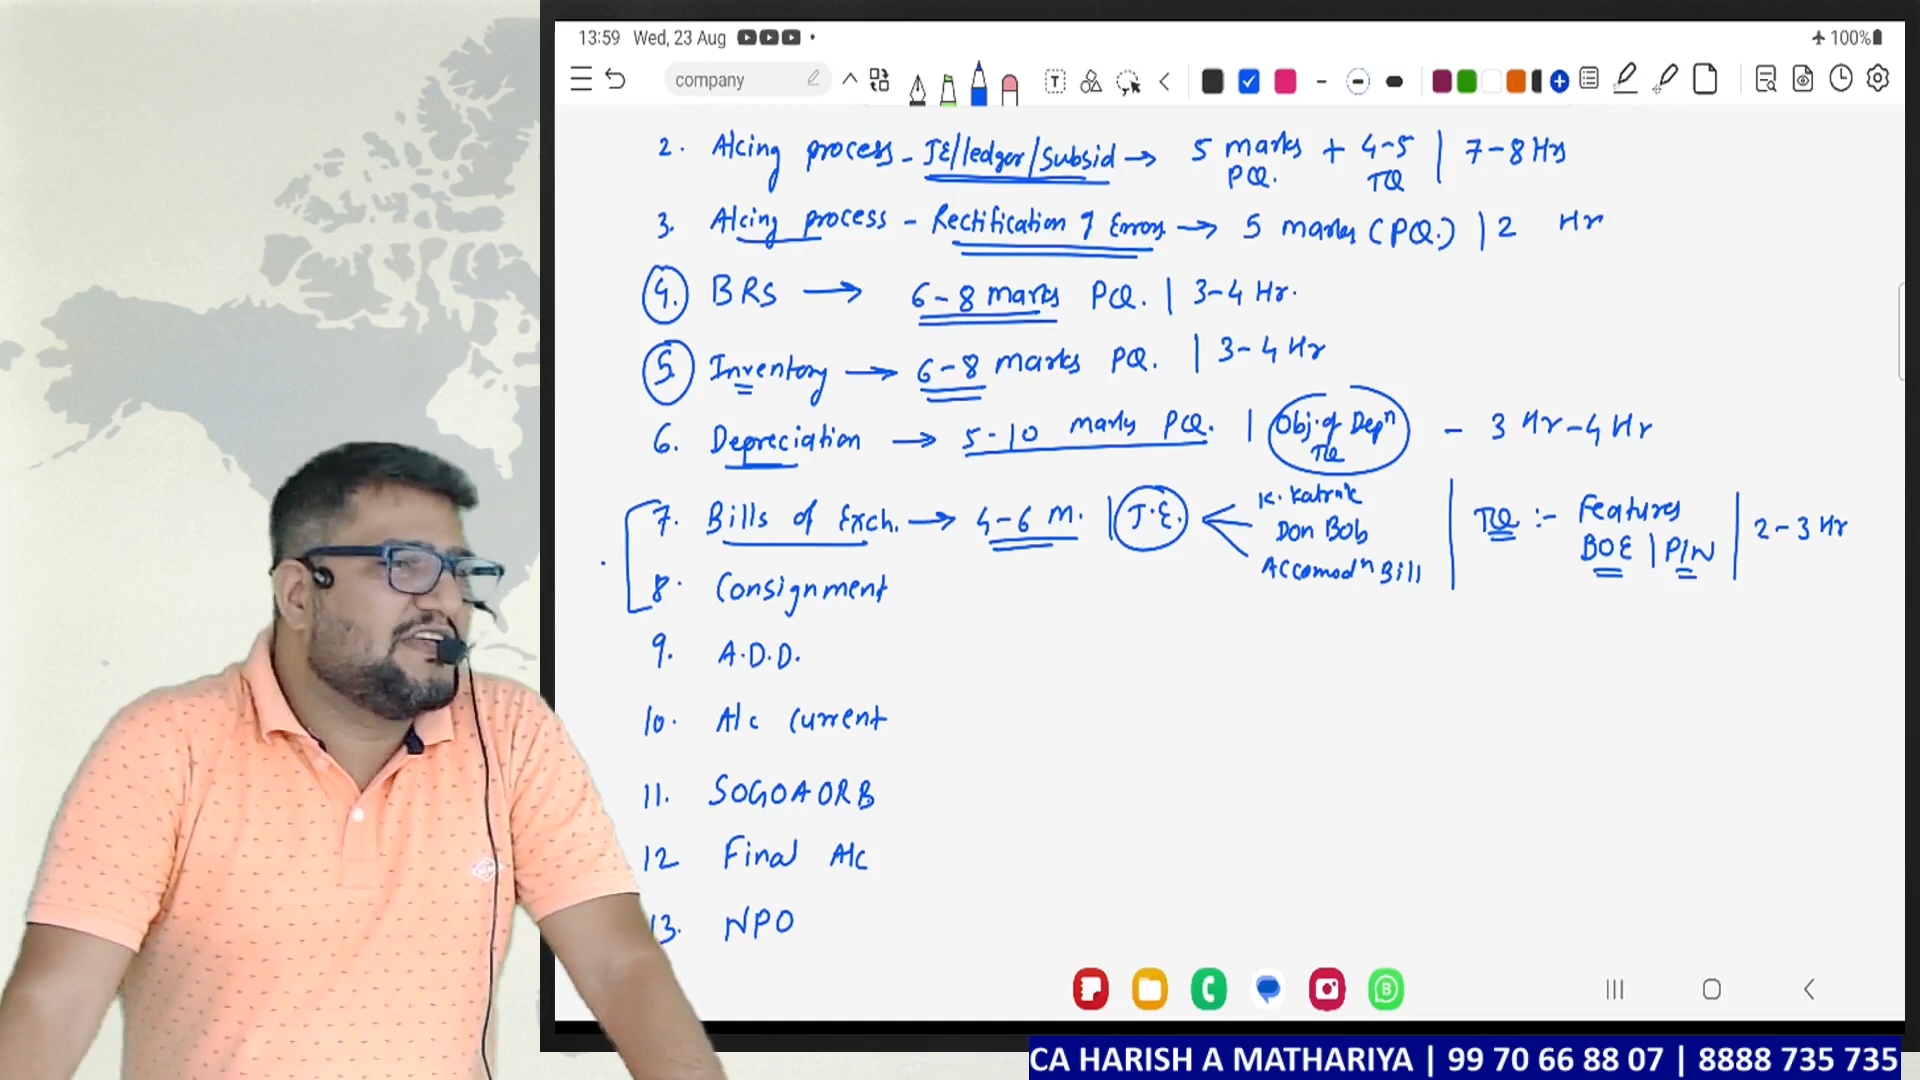 13:59 Wed, 23 Aug
100%
company
2. A/cing process - JE/ledger/Subsid → 5 marks PQ. + 4-5 TQ | 7-8 Hrs
3. A/cing process - Rectification of Errors → 5 marks (PQ.) | 2 Hr
4. BRS → 6-8 marks PQ. | 3-4 Hr.
5 Inventory → 6-8 marks PQ. | 3-4 Hr
6. Depreciation → 5-10 marks PQ. | Obj. of Depn TQ - 3 Hr-4 Hr
7. Bills of Exch. → 4-6 M. | J.E. K. Katrak
Don Bob
Accomodn Bill
TQ :- Features
BOE | P/N | 2-3 Hr
8. Consignment
9. A.D.D.
10. A/c Current
11. SOGOAORB
12 Final A/c
13. NPO
CA HARISH A MATHARIYA | 99 70 66 88 07 | 8888 735 735